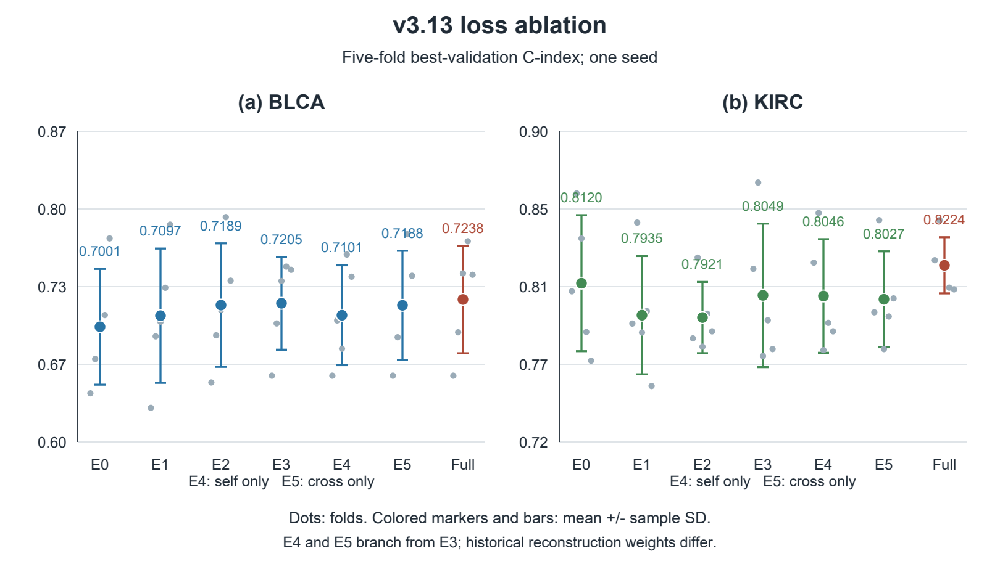 v3.13 loss ablation
Five-fold best-validation C-index; one seed
(a) BLCA
0.87
0.80
0.73
0.67
0.60
0.7001
0.7097
0.7189
0.7205
0.7101
0.7188
0.7238
E0 E1 E2 E3 E4 E5 Full
E4: self only E5: cross only
(b) KIRC
0.90
0.85
0.81
0.77
0.72
0.8120
0.7935
0.7921
0.8049
0.8046
0.8027
0.8224
E0 E1 E2 E3 E4 E5 Full
E4: self only E5: cross only
Dots: folds. Colored markers and bars: mean +/- sample SD.
E4 and E5 branch from E3; historical reconstruction weights differ.